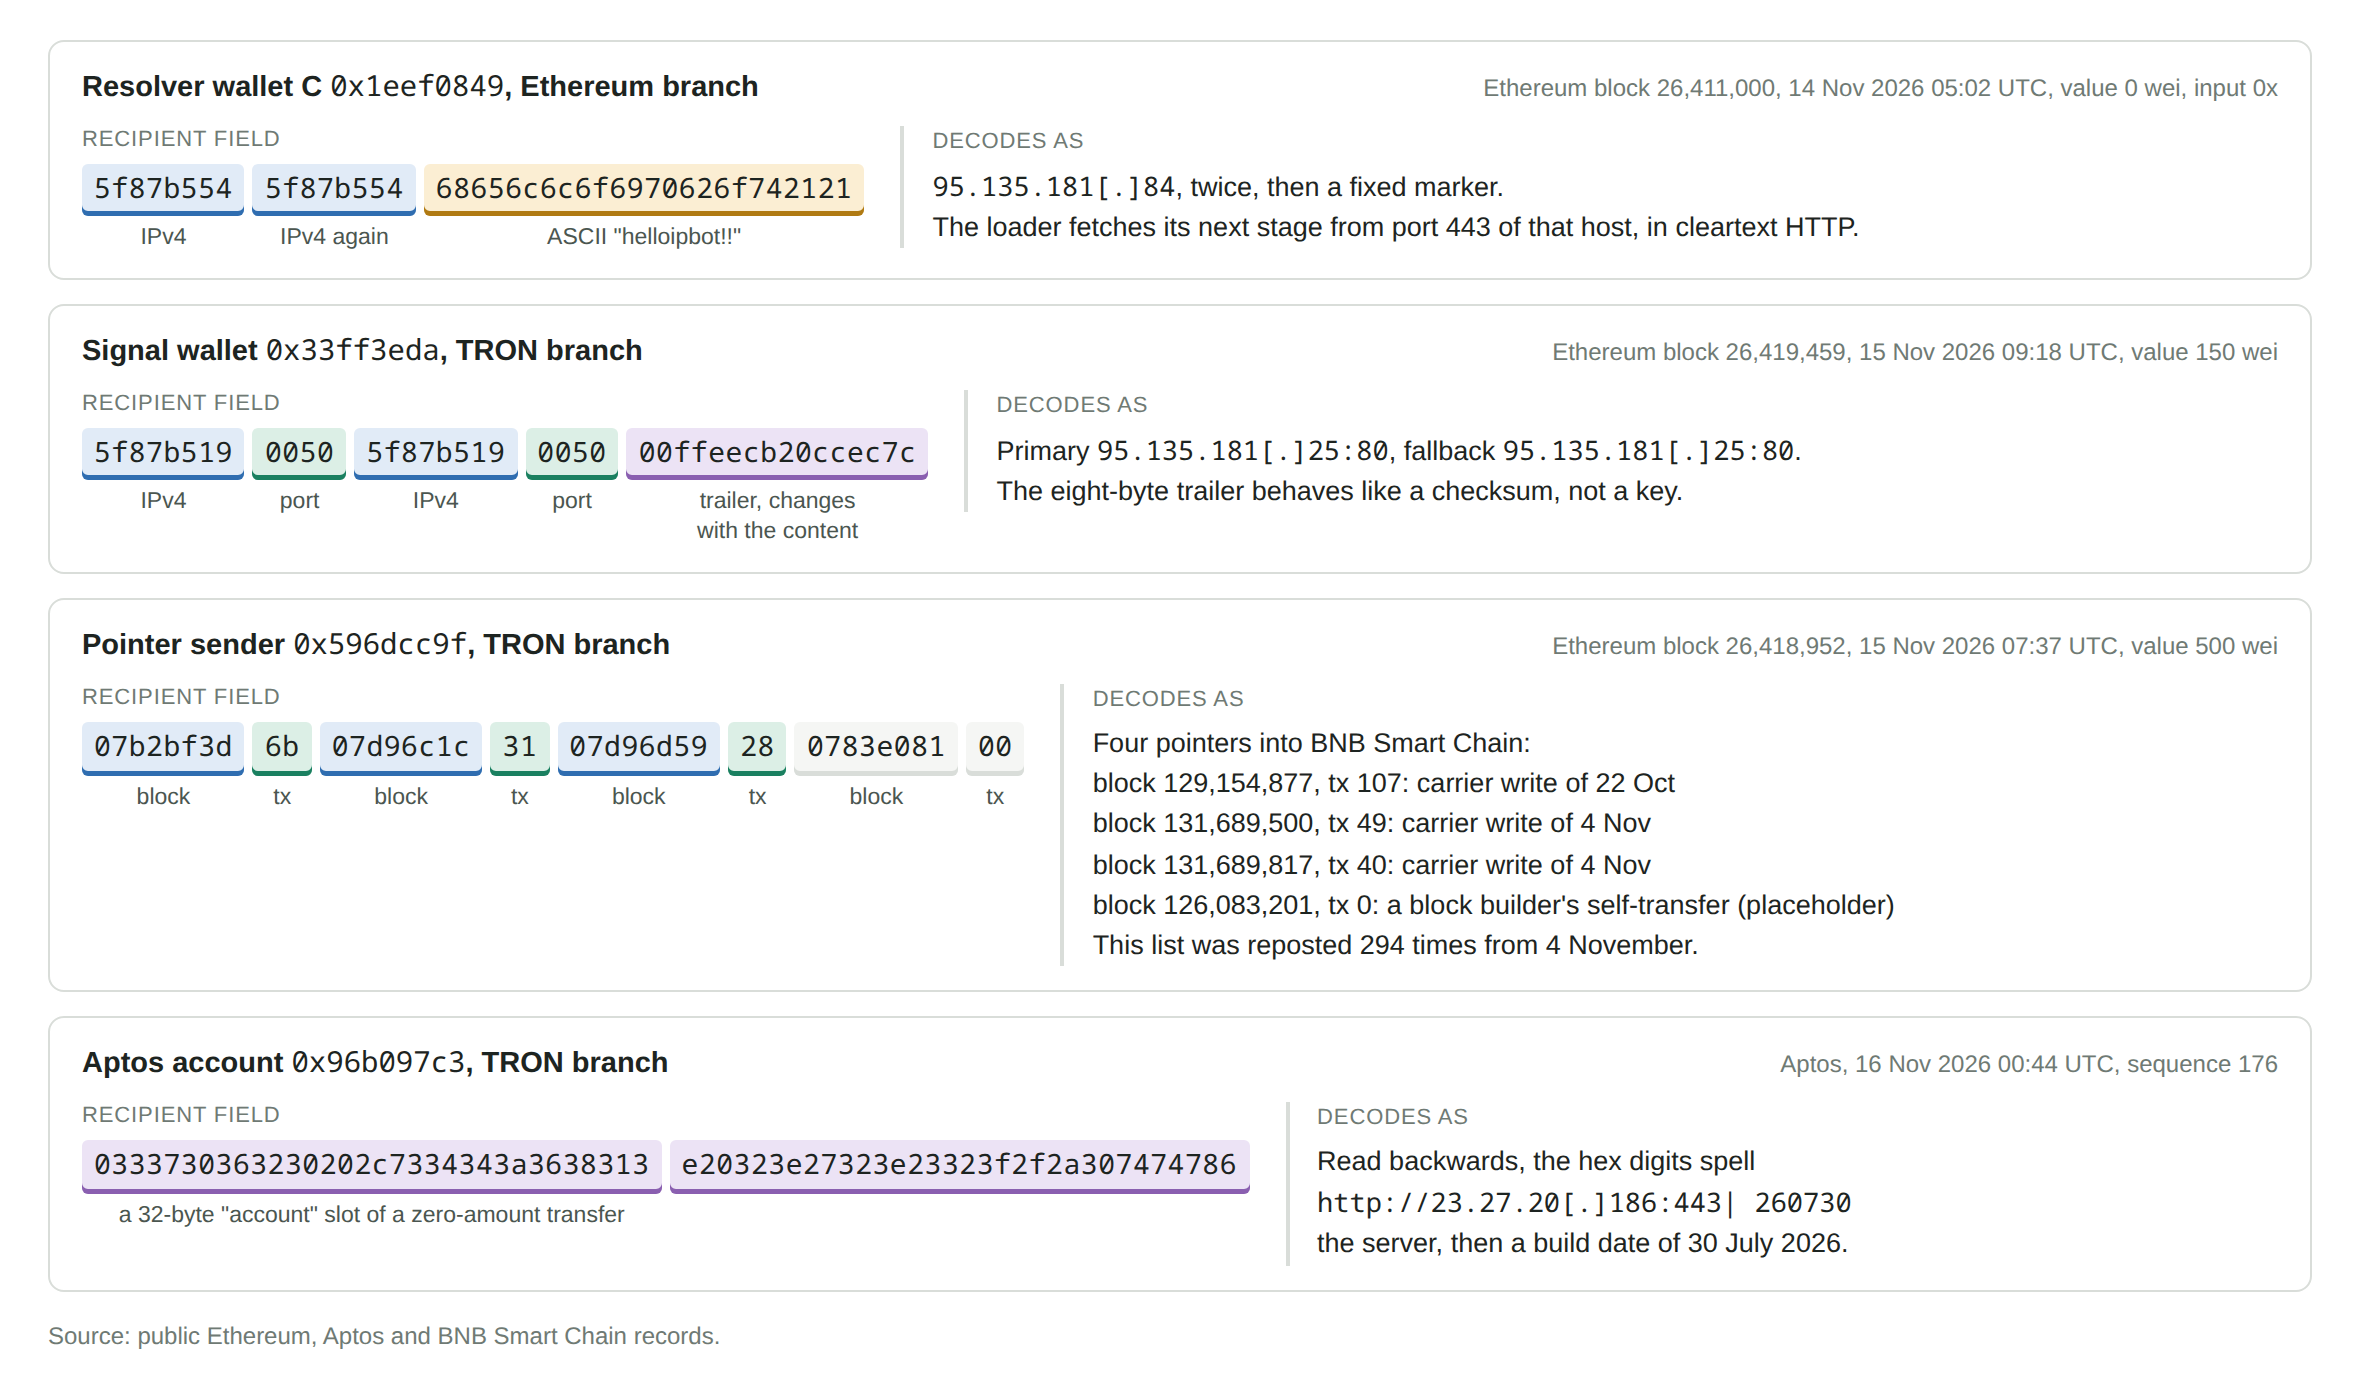 Resolver wallet C 0x1eef0849, Ethereum branch
Ethereum block 26,411,000, 14 Nov 2026 05:02 UTC, value 0 wei, input 0x
RECIPIENT FIELD
5f87b554 5f87b554 68656c6c6f6970626f742121
IPv4 IPv4 again ASCII "helloipbot!!"
DECODES AS
95.135.181[.]84, twice, then a fixed marker.
The loader fetches its next stage from port 443 of that host, in cleartext HTTP.
Signal wallet 0x33ff3eda, TRON branch
Ethereum block 26,419,459, 15 Nov 2026 09:18 UTC, value 150 wei
RECIPIENT FIELD
5f87b519 0050 5f87b519 0050 00ffeecb20ccec7c
IPv4 port IPv4 port trailer, changes
with the content
DECODES AS
Primary 95.135.181[.]25:80, fallback 95.135.181[.]25:80.
The eight-byte trailer behaves like a checksum, not a key.
Pointer sender 0x596dcc9f, TRON branch
Ethereum block 26,418,952, 15 Nov 2026 07:37 UTC, value 500 wei
RECIPIENT FIELD
07b2bf3d 6b 07d96c1c 31 07d96d59 28 0783e081 00
block tx block tx block tx block tx
DECODES AS
Four pointers into BNB Smart Chain:
block 129,154,877, tx 107: carrier write of 22 Oct
block 131,689,500, tx 49: carrier write of 4 Nov
block 131,689,817, tx 40: carrier write of 4 Nov
block 126,083,201, tx 0: a block builder's self-transfer (placeholder)
This list was reposted 294 times from 4 November.
Aptos account 0x96b097c3, TRON branch
Aptos, 16 Nov 2026 00:44 UTC, sequence 176
RECIPIENT FIELD
0333730363230202c7334343a3638313 e20323e27323e23323f2f2a307474786
a 32-byte "account" slot of a zero-amount transfer
DECODES AS
Read backwards, the hex digits spell
http://23.27.20[.]186:443| 260730
the server, then a build date of 30 July 2026.
Source: public Ethereum, Aptos and BNB Smart Chain records.